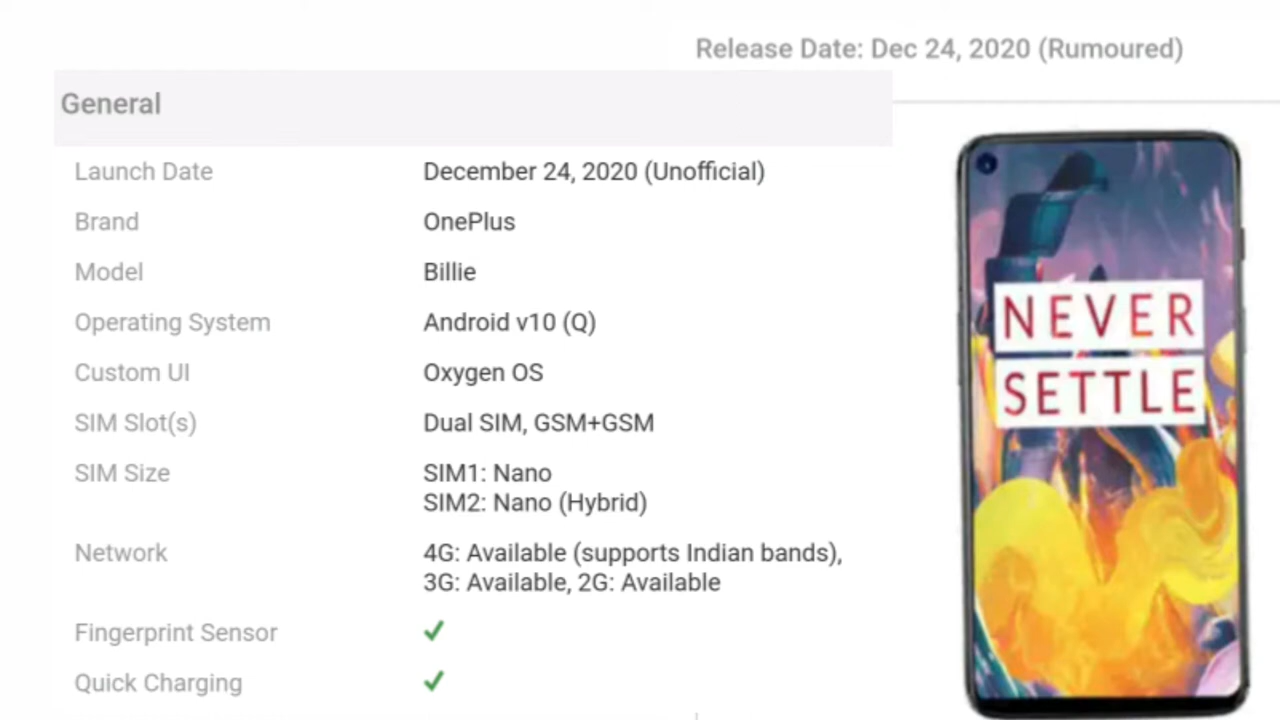 Release Date: Dec 24, 2020 (Rumoured)
General
Launch Date December 24, 2020 (Unofficial)
Brand OnePlus
Model Billie
Operating System Android v10 (Q)
Custom UI Oxygen OS
SIM Slot(s) Dual SIM, GSM+GSM
SIM Size SIM1: Nano
SIM2: Nano (Hybrid)
Network 4G: Available (supports Indian bands),
3G: Available, 2G: Available
Fingerprint Sensor
Quick Charging
NEVER
SETTLE